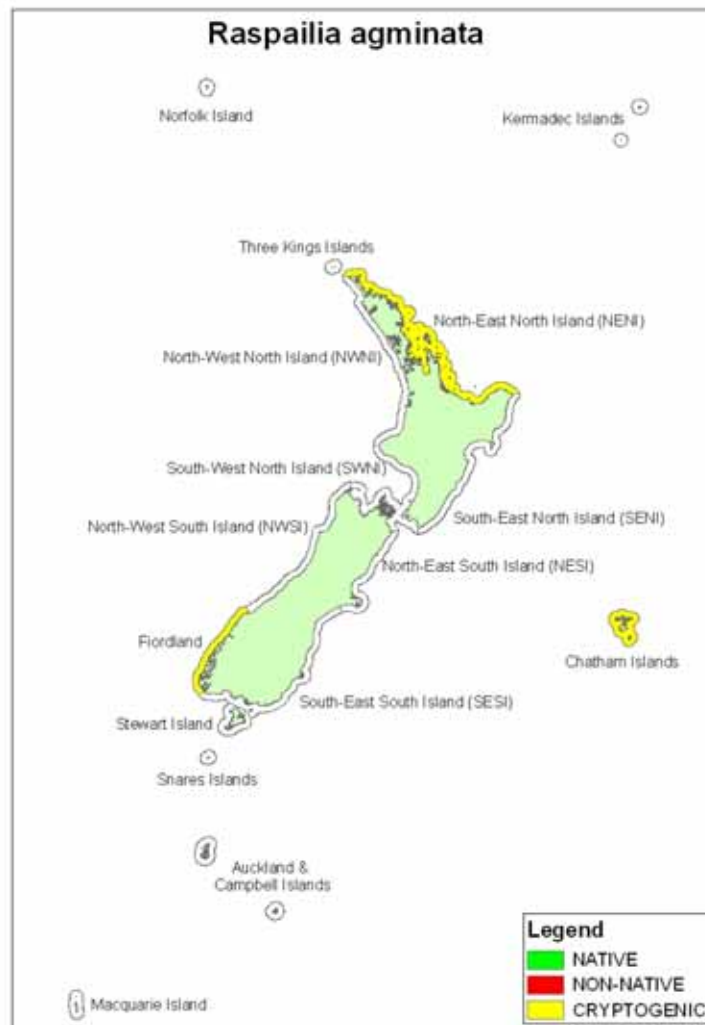 Raspailia agminata
Norfolk Island
Kermadec Islands
Three Kings Islands
North-East North Island (NENI)
North-West North Island (NWNI)
South-West North Island (SWNI)
South-East North Island (SENI)
North-West South Island (NWSI)
North-East South Island (NESI)
Fiordland
Chatham Islands
South-East South Island (SESI)
Stewart Island
Snares Islands
Auckland &
Campbell Islands
Macquarie Island
Legend
NATIVE
NON-NATIVE
CRYPTOGENIC